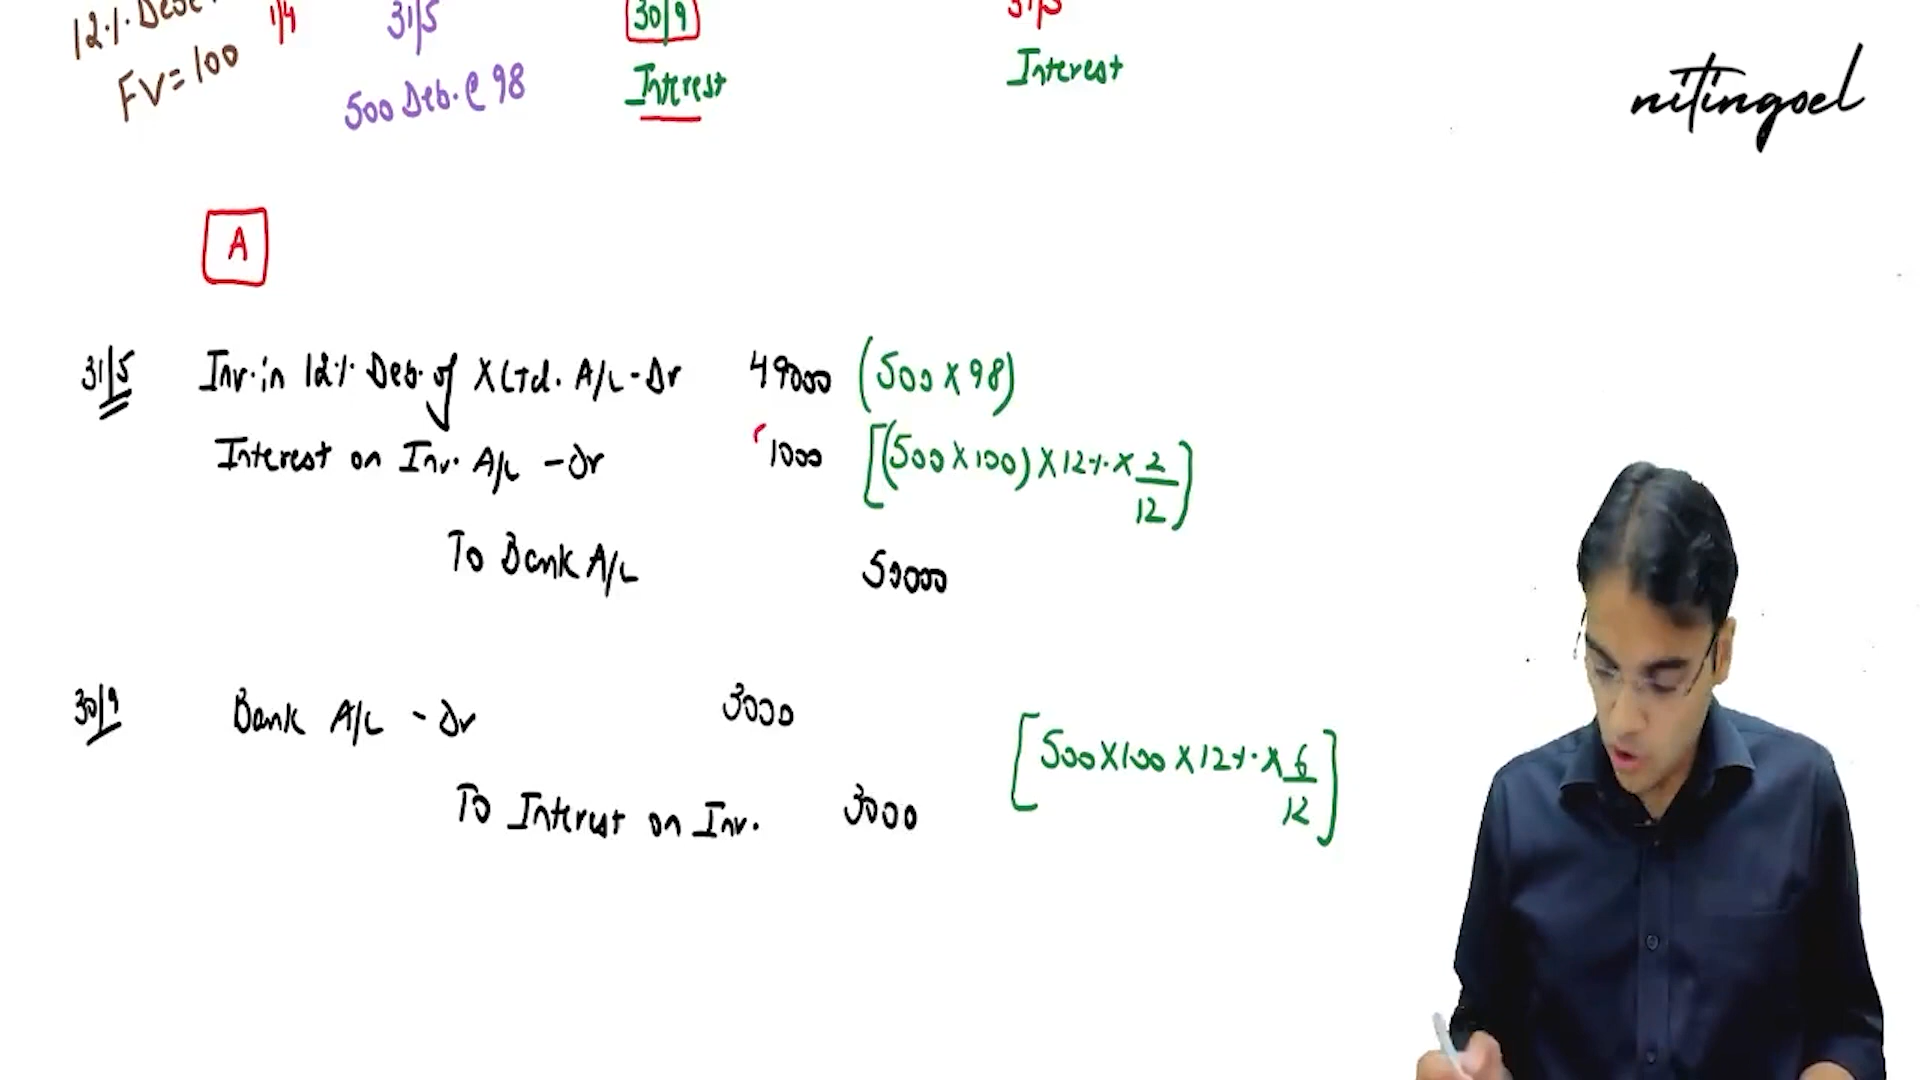 12% Deb
1/4
31/5
30/9
31/3
FV = 100
500 Deb. @ 98
Interest
Interest
nitingoel
A
31/5 Inv. in 12% Deb. of X Ltd. A/c - Dr 49000 (500 X 98)
Interest on Inv. A/c - Dr 1000 [(500 X 100) X 12% X 2/12]
To Bank A/c 50000
30/9 Bank A/c - Dr 3000
[500 X 100 X 12% X 6/12]
To Interest on Inv. 3000